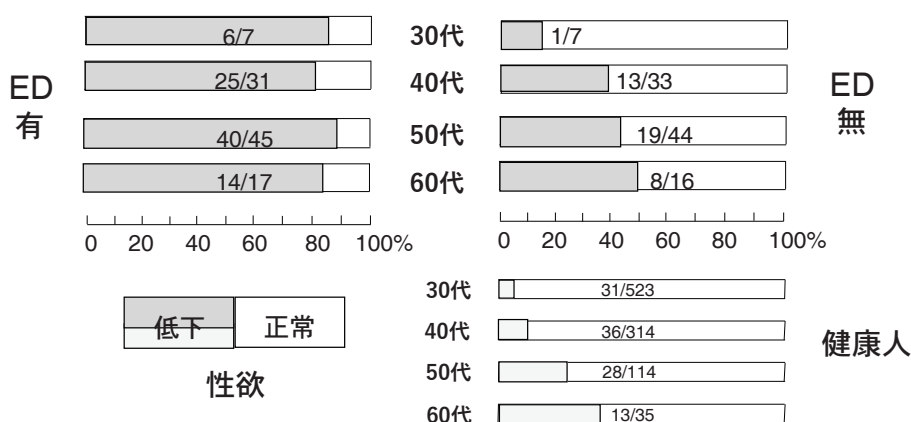 ED
有
6/7
25/31
40/45
14/17
0 20 40 60 80 100%
30代
40代
50代
60代
1/7
13/33
19/44
8/16
0 20 40 60 80 100%
ED
無
低下 正常
性欲
30代 31/523
40代 36/314
50代 28/114
60代 13/35
健康人